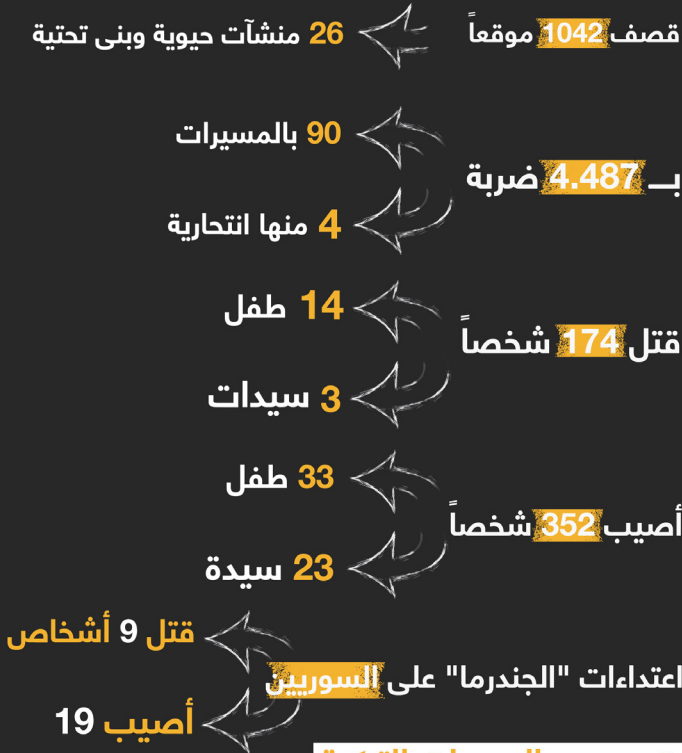 قصف 1042 موقعاً
26 منشآت حيوية وبنى تحتية
بـــ 4.487 ضربة
90 بالمسيرات
4 منها انتحارية
قتل 174 شخصاً
14 طفل
3 سيدات
أصيب 352 شخصاً
33 طفل
23 سيدة
اعتداءات "الجندرما" على السوريين
قتل 9 أشخاص
أصيب 19